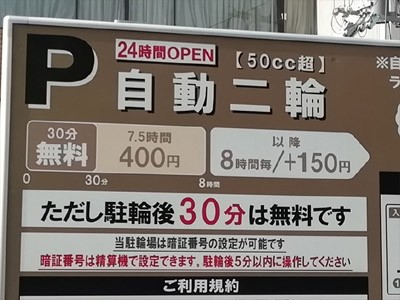 P
24時間OPEN
【50cc超】
自動二輪
※自
ラ
30分
無料
7.5時間
400円
以降
8時間毎/+150円
0 30分 8時間
ただし駐輪後30分は無料です
当駐輪場は暗証番号の設定が可能です
暗証番号は精算機で設定できます。駐輪後5分以内に操作してください
ご利用規約